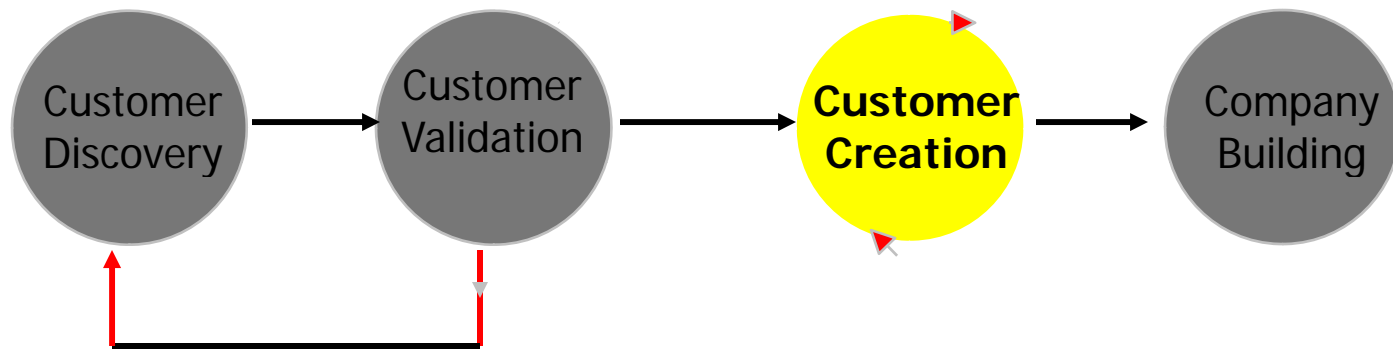 Customer
Discovery
Customer
Validation
Customer
Creation
Company
Building